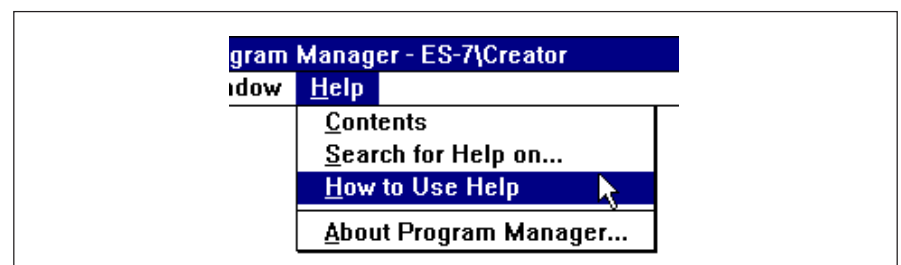 gram Manager - ES-7\Creator
ndow Help
Contents
Search for Help on...
How to Use Help
About Program Manager...